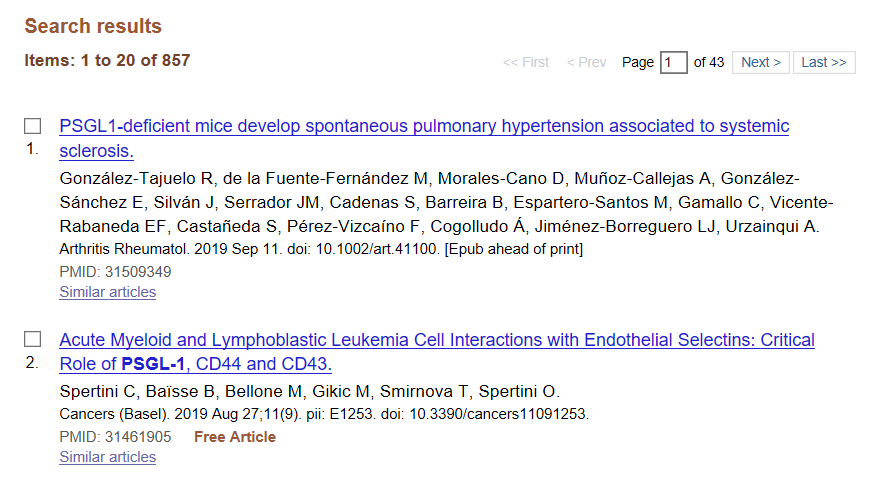 Search results
Items: 1 to 20 of 857
<< First < Prev Page 1 of 43 Next > Last >>
PSGL1-deficient mice develop spontaneous pulmonary hypertension associated to systemic
1. sclerosis.
González-Tajuelo R, de la Fuente-Fernández M, Morales-Cano D, Muñoz-Callejas A, González-
Sánchez E, Silván J, Serrador JM, Cadenas S, Barreira B, Espartero-Santos M, Gamallo C, Vicente-
Rabaneda EF, Castañeda S, Pérez-Vizcaíno F, Cogolludo Á, Jiménez-Borreguero LJ, Urzainqui A.
Arthritis Rheumatol. 2019 Sep 11. doi: 10.1002/art.41100. [Epub ahead of print]
PMID: 31509349
Similar articles
Acute Myeloid and Lymphoblastic Leukemia Cell Interactions with Endothelial Selectins: Critical
2. Role of PSGL-1, CD44 and CD43.
Spertini C, Baïsse B, Bellone M, Gikic M, Smirnova T, Spertini O.
Cancers (Basel). 2019 Aug 27;11(9). pii: E1253. doi: 10.3390/cancers11091253.
PMID: 31461905 Free Article
Similar articles